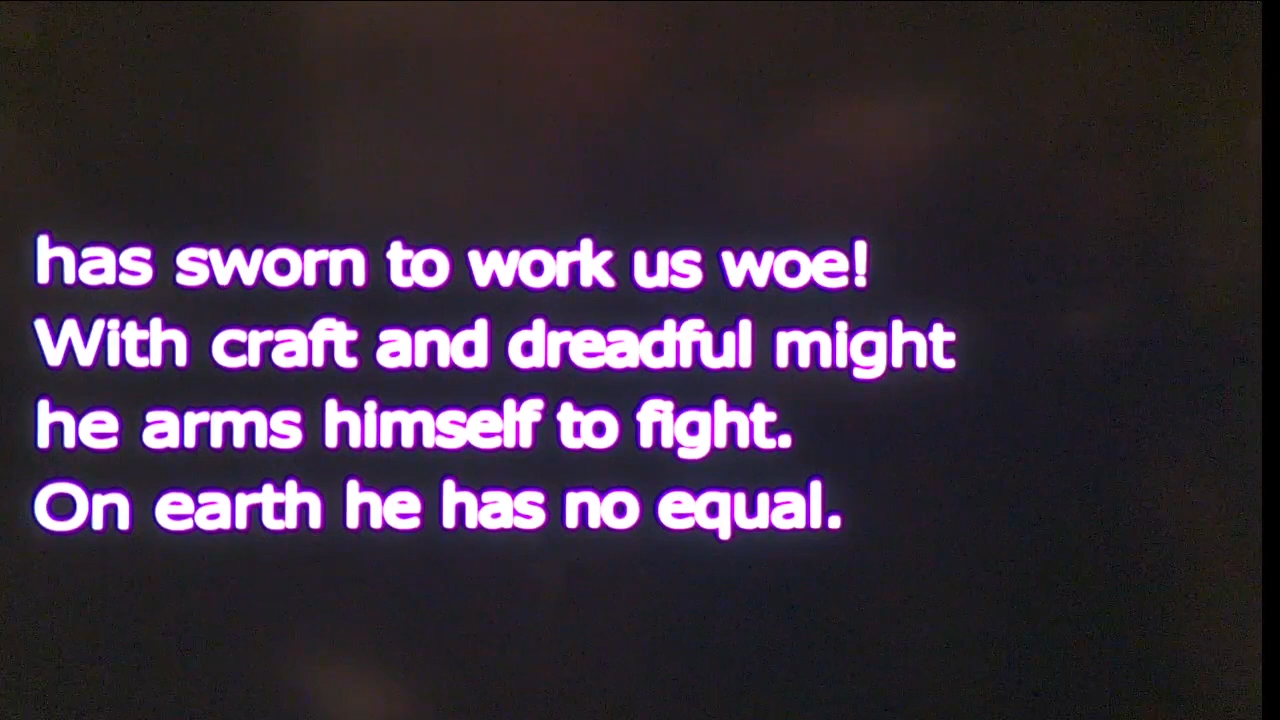 has sworn to work us woe!
With craft and dreadful might
he arms himself to fight.
On earth he has no equal.